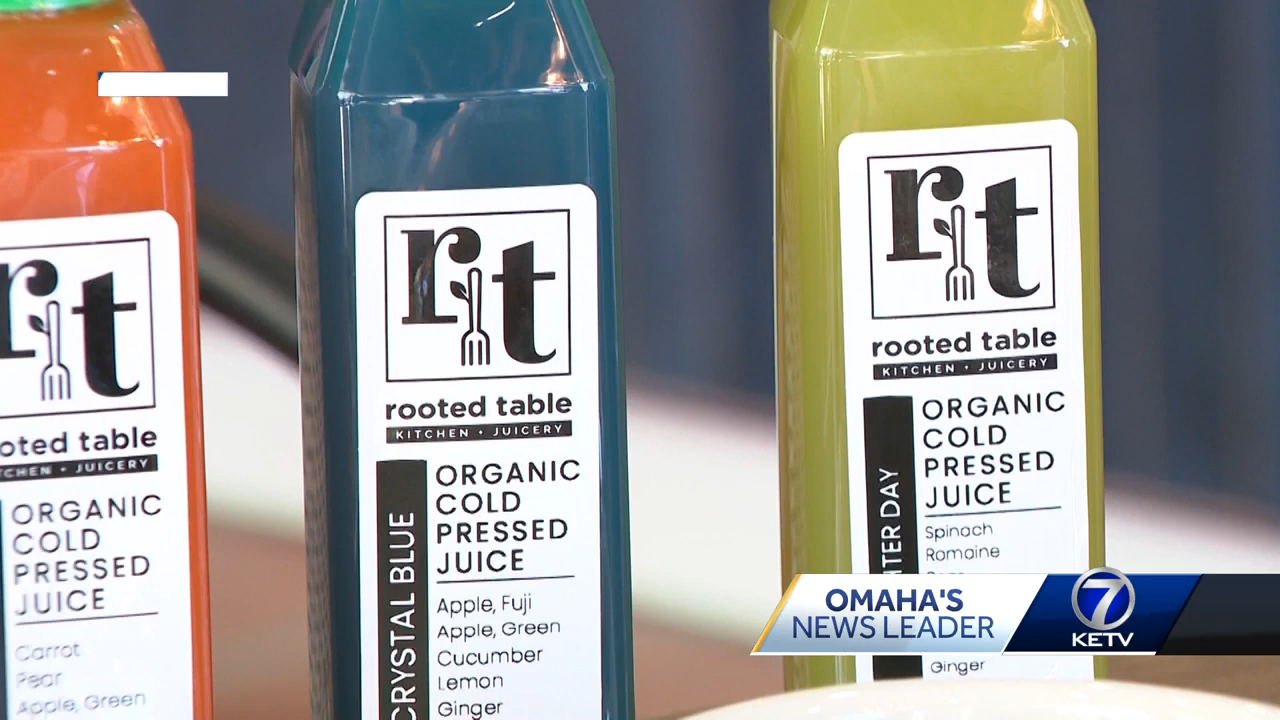 rt
oted table
TCHEN + JUICERY
ORGANIC
COLD
PRESSED
JUICE
Carrot
Pear
Apple, Green
rt
rooted table
KITCHEN + JUICERY
CRYSTAL BLUE
ORGANIC
COLD
PRESSED
JUICE
Apple, Fuji
Apple, Green
Cucumber
Lemon
Ginger
rt
rooted table
KITCHEN + JUICERY
TER DAY
ORGANIC
COLD
PRESSED
JUICE
Spinach
Romaine
Ginger
OMAHA'S
NEWS LEADER
7
KETV